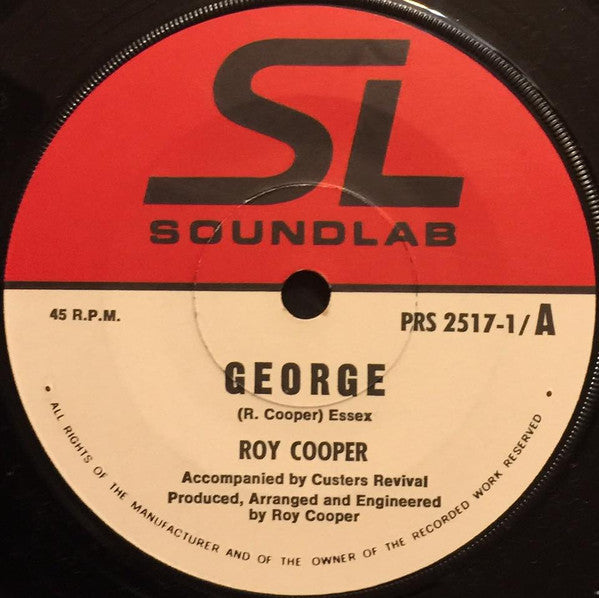 SL
SOUNDLAB
45 R.P.M.
PRS 2517-1/A
GEORGE
(R. Cooper) Essex
ROY COOPER
Accompanied by Custers Revival
Produced, Arranged and Engineered
by Roy Cooper
• ALL RIGHTS OF THE MANUFACTURER AND OF THE OWNER OF THE RECORDED WORK RESERVED •